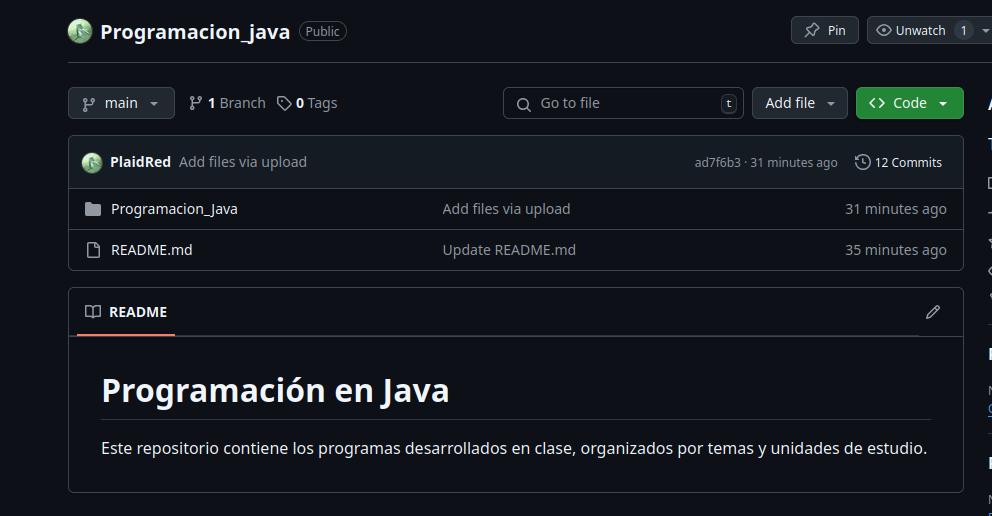 Programacion_java Public Pin Unwatch 1
main 1 Branch 0 Tags Go to file t Add file Code
PlaidRed Add files via upload ad7f6b3 · 31 minutes ago 12 Commits
Programacion_Java Add files via upload 31 minutes ago
README.md Update README.md 35 minutes ago
README
Programación en Java
Este repositorio contiene los programas desarrollados en clase, organizados por temas y unidades de estudio.